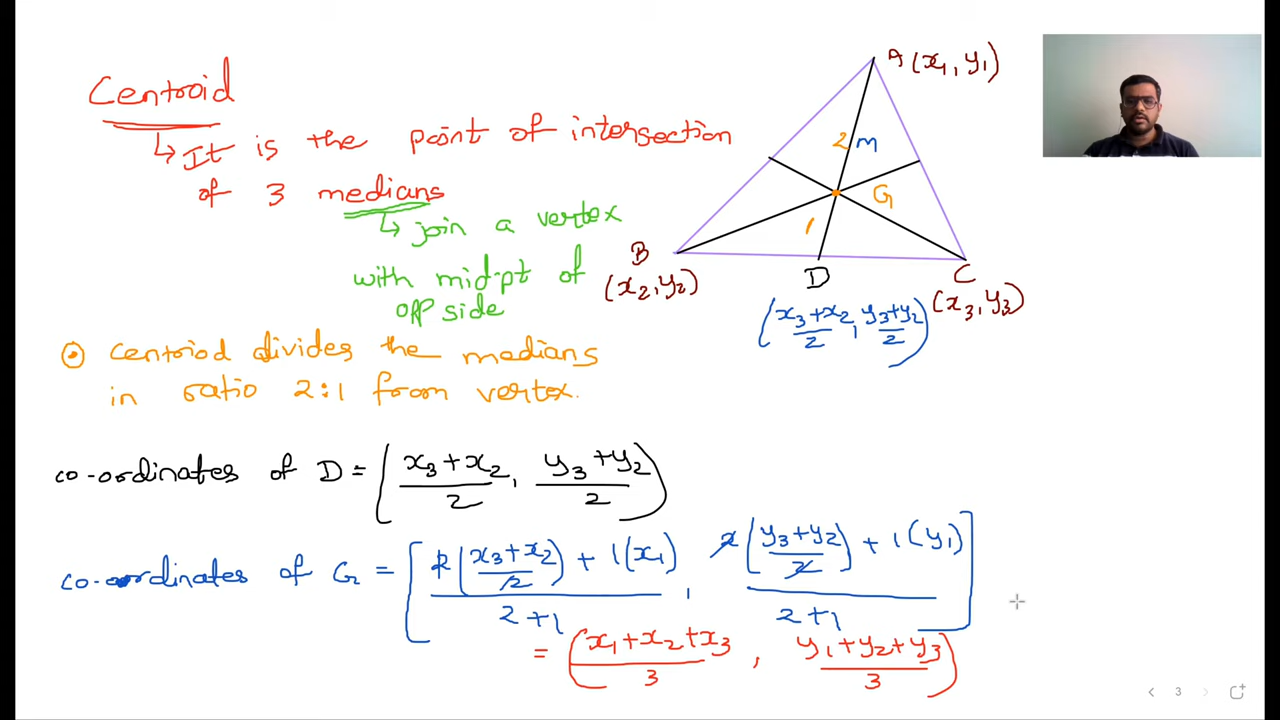 Centroid
↳ It is the point of intersection
of 3 medians
↳ join a vertex
with mid-pt of
opp side
A (x₁, y₁)
2 m
G
1
B
(x₂, y₂)
D
C
(x₃, y₃)
(x₃+x₂/2, y₃+y₂/2)
⊙ Centriod divides the medians
in ratio 2:1 from vertex.
co-ordinates of D = (x₃+x₂/2, y₃+y₂/2)
co-ordinates of G = [2(x₃+x₂/2) + 1(x₁)/2+1, 2(y₃+y₂/2) + 1(y₁)/2+1]
= (x₁+x₂+x₃/3, y₁+y₂+y₃/3)
3